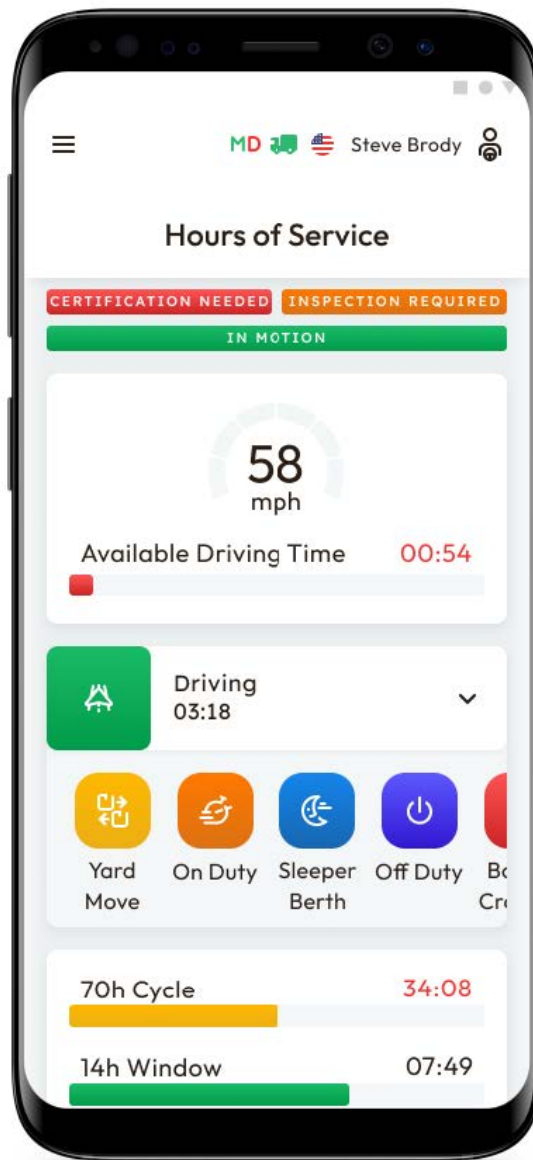 MD Steve Brody
Hours of Service
CERTIFICATION NEEDED INSPECTION REQUIRED
IN MOTION
58
mph
Available Driving Time 00:54
Driving
03:18
Yard Move On Duty Sleeper Berth Off Duty
70h Cycle 34:08
14h Window 07:49